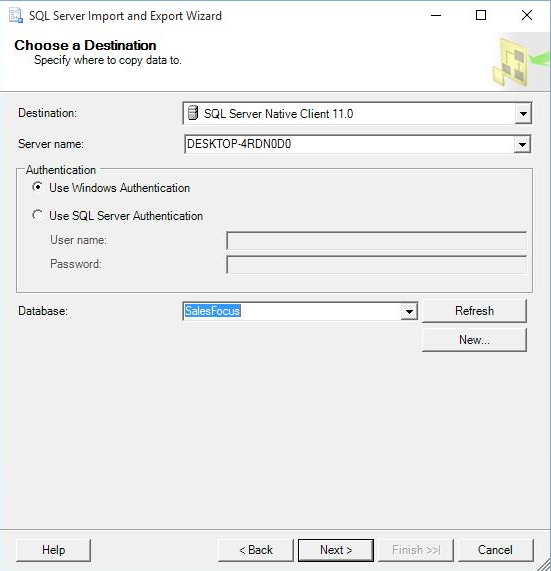 SQL Server Import and Export Wizard
Choose a Destination
Specify where to copy data to.
Destination: SQL Server Native Client 11.0
Server name: DESKTOP-4RDN0D0
Authentication
Use Windows Authentication
Use SQL Server Authentication
User name:
Password:
Database: SalesFocus Refresh
New...
Help < Back Next > Finish >>| Cancel